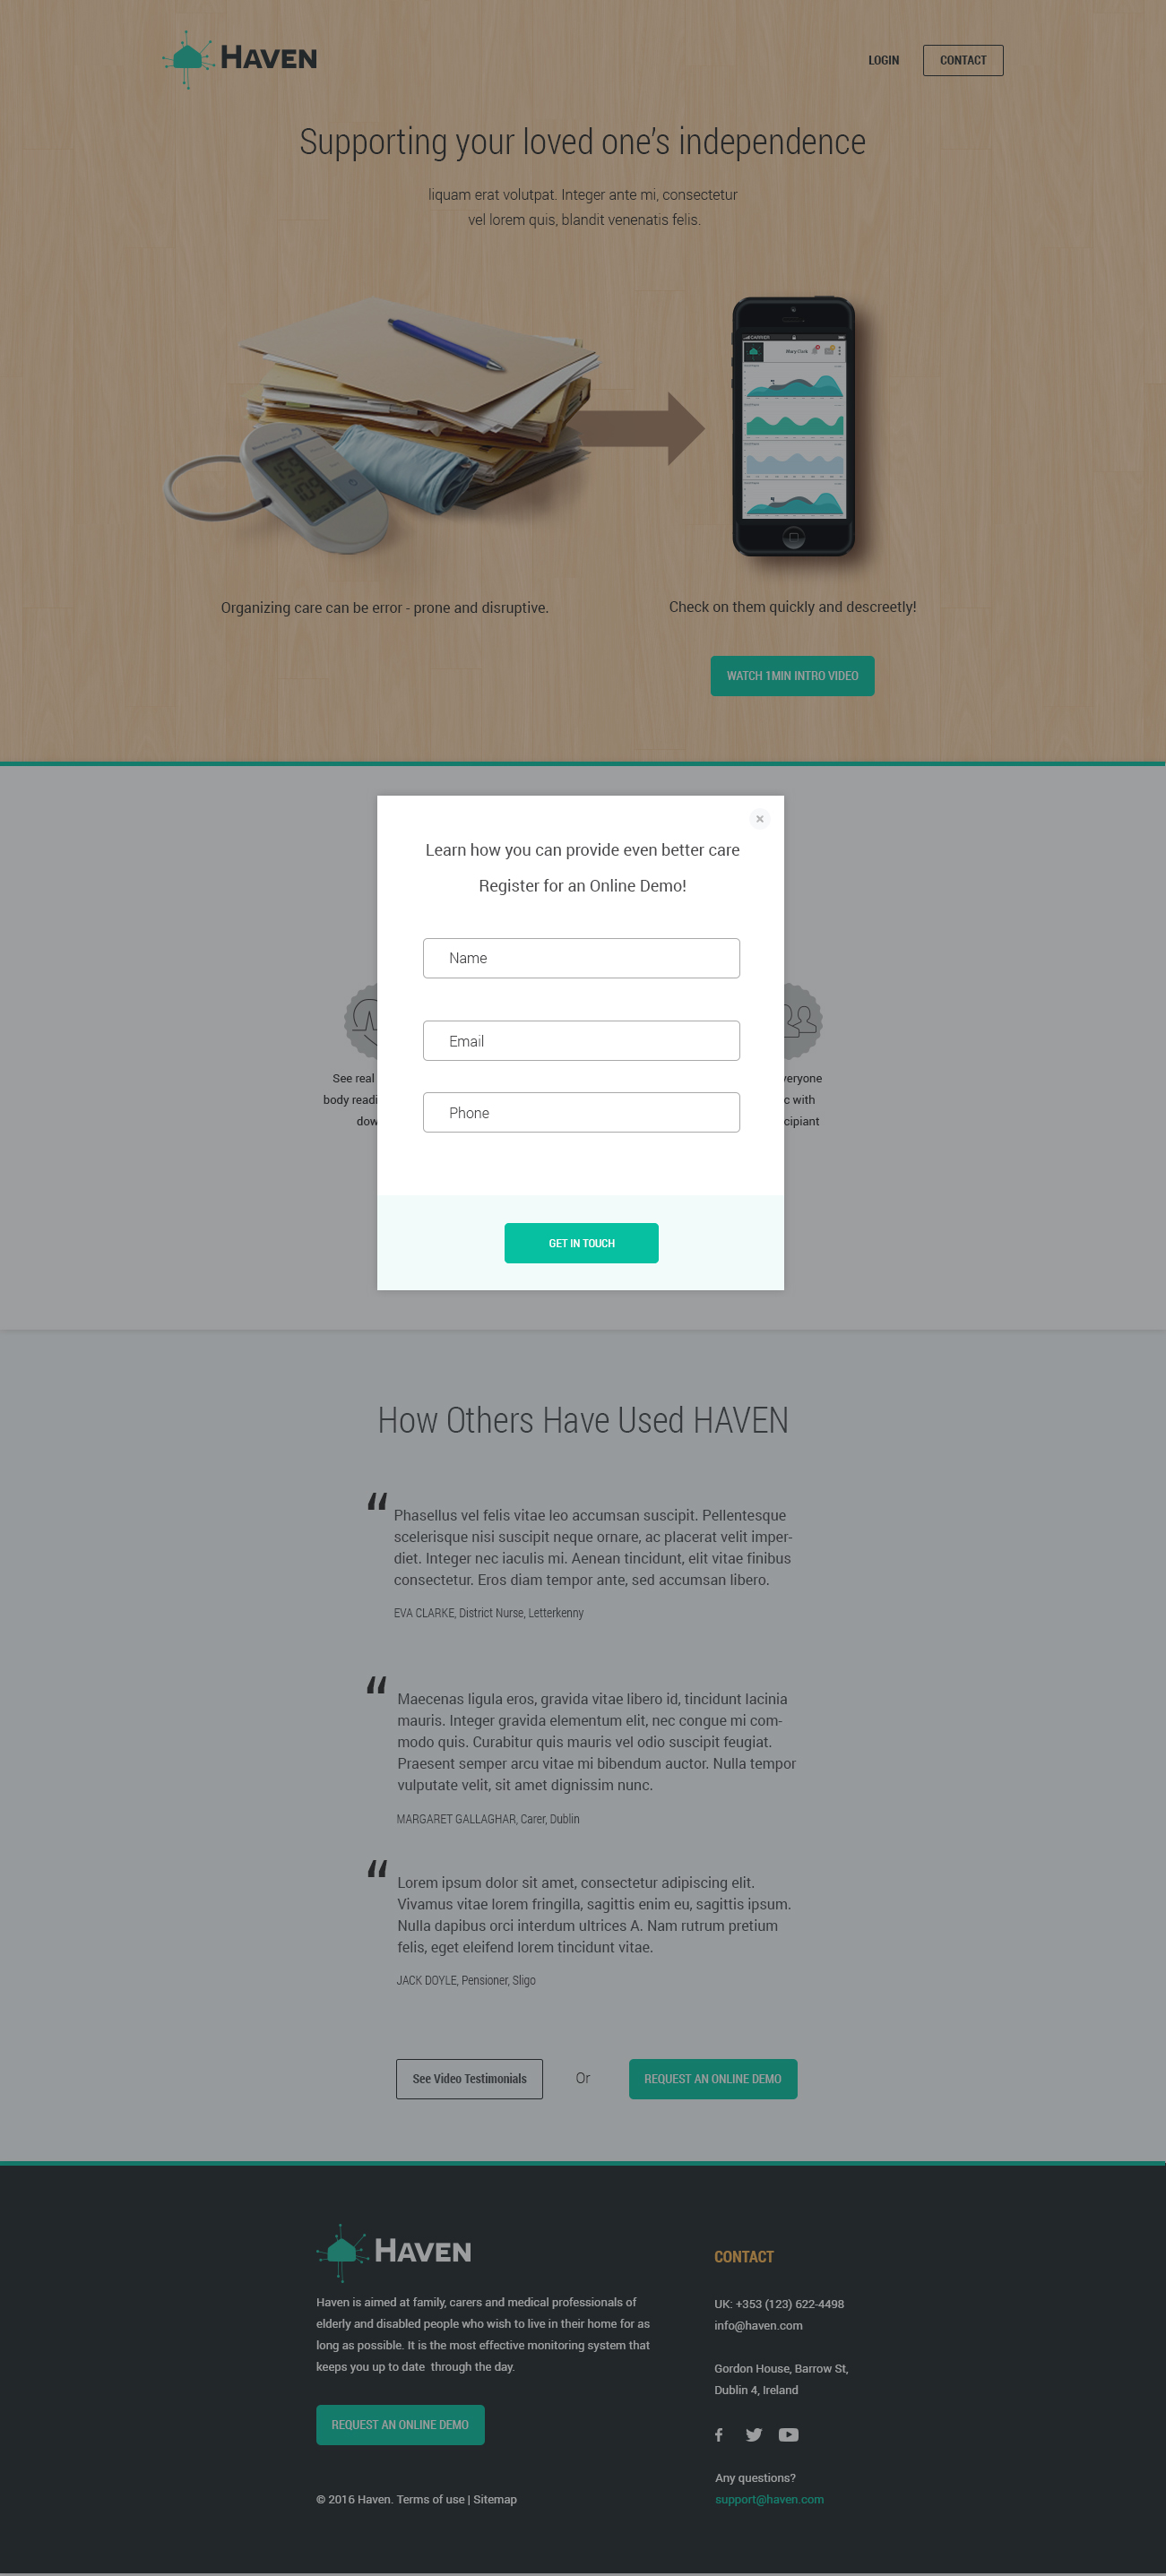 HAVEN
LOGIN
CONTACT
Supporting your loved one's independence
liquam erat volutpat. Integer ante mi, consectetur
vel lorem quis, blandit venenatis felis.
159
109
CARRIER
Mary Clark
Organizing care can be error - prone and disruptive.
Check on them quickly and descreetly!
WATCH 1MIN INTRO VIDEO
×
Learn how you can provide even better care
Register for an Online Demo!
Name
Email
Phone
GET IN TOUCH
See real
body readi
dow
veryone
c with
cipiant
How Others Have Used HAVEN
“ Phasellus vel felis vitae leo accumsan suscipit. Pellentesque
scelerisque nisi suscipit neque ornare, ac placerat velit imper-
diet. Integer nec iaculis mi. Aenean tincidunt, elit vitae finibus
consectetur. Eros diam tempor ante, sed accumsan libero.
EVA CLARKE, District Nurse, Letterkenny
“ Maecenas ligula eros, gravida vitae libero id, tincidunt lacinia
mauris. Integer gravida elementum elit, nec congue mi com-
modo quis. Curabitur quis mauris vel odio suscipit feugiat.
Praesent semper arcu vitae mi bibendum auctor. Nulla tempor
vulputate velit, sit amet dignissim nunc.
MARGARET GALLAGHAR, Carer, Dublin
“ Lorem ipsum dolor sit amet, consectetur adipiscing elit.
Vivamus vitae lorem fringilla, sagittis enim eu, sagittis ipsum.
Nulla dapibus orci interdum ultrices A. Nam rutrum pretium
felis, eget eleifend lorem tincidunt vitae.
JACK DOYLE, Pensioner, Sligo
See Video Testimonials
Or
REQUEST AN ONLINE DEMO
HAVEN
Haven is aimed at family, carers and medical professionals of
elderly and disabled people who wish to live in their home for as
long as possible. It is the most effective monitoring system that
keeps you up to date through the day.
REQUEST AN ONLINE DEMO
© 2016 Haven. Terms of use | Sitemap
CONTACT
UK: +353 (123) 622-4498
info@haven.com
Gordon House, Barrow St,
Dublin 4, Ireland
Any questions?
support@haven.com